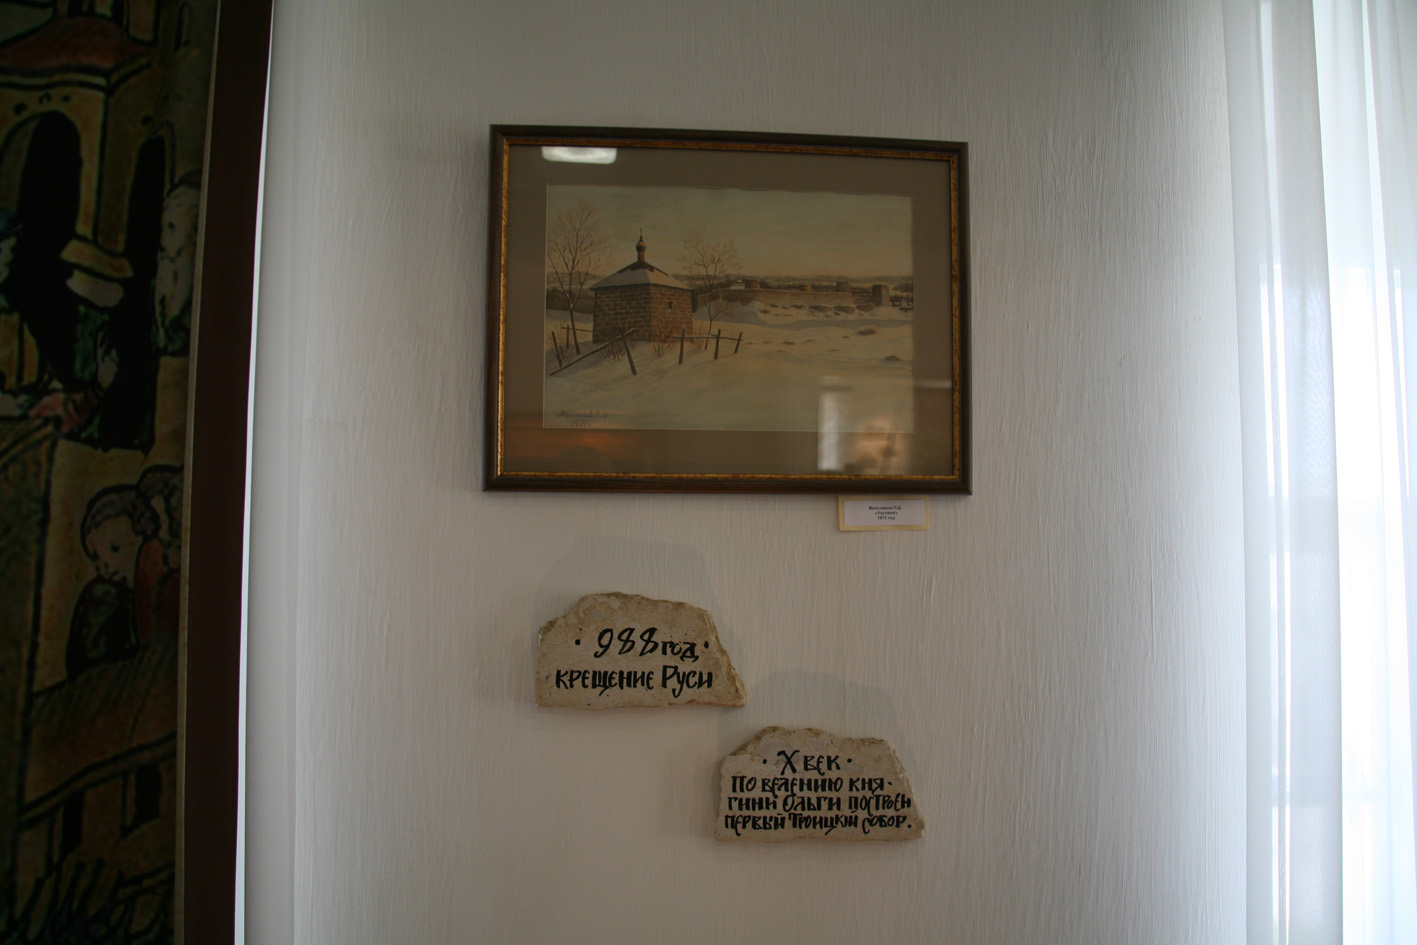 · 988 год ·
крещение Руси
· X век ·
по велению кня-
гини Ольги построен
первый Троицкий собор.